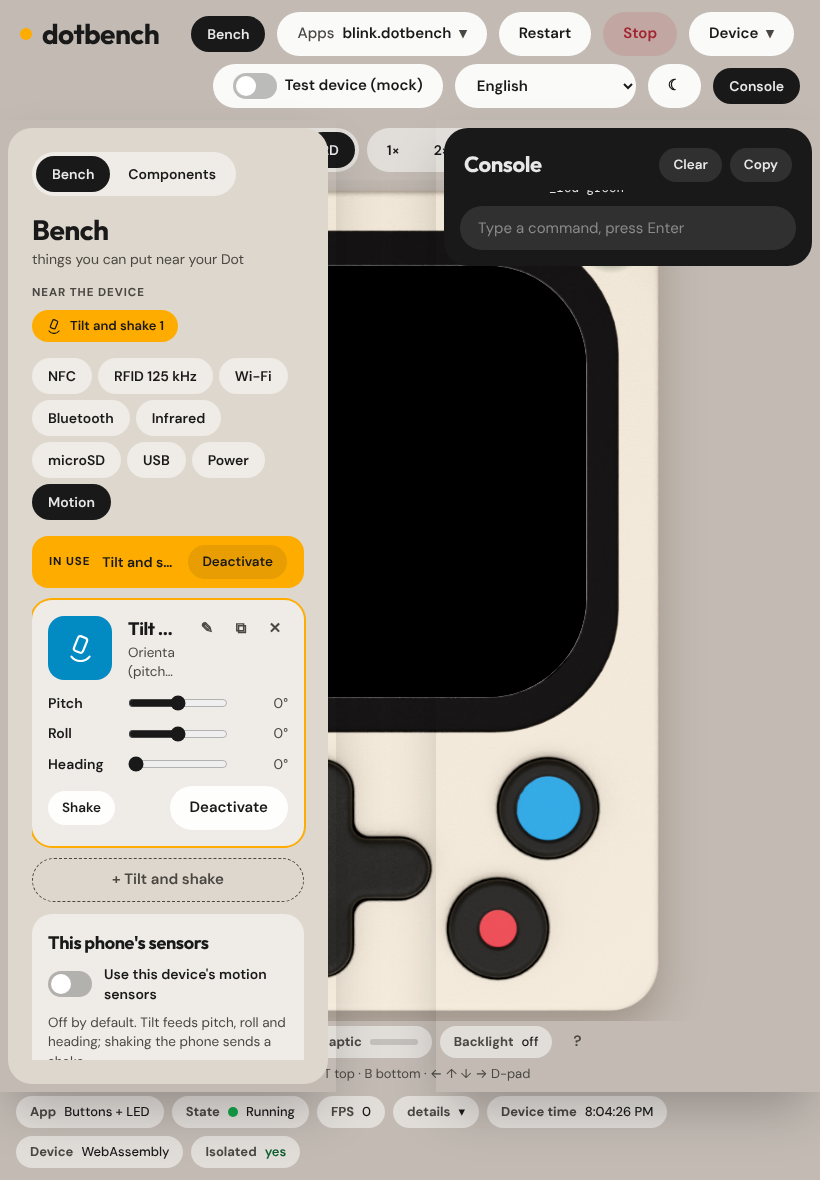 dotbench
Bench
Apps blink.dotbench ▾
Restart
Stop
Device ▾
Test device (mock)
English
Console
Bench
Components
1×
Console
Clear
Copy
Type a command, press Enter
Bench
things you can put near your Dot
NEAR THE DEVICE
Tilt and shake 1
NFC
RFID 125 kHz
Wi-Fi
Bluetooth
Infrared
microSD
USB
Power
Motion
IN USE Tilt and s...
Deactivate
Tilt ...
Orienta
(pitch...
Pitch 0°
Roll 0°
Heading 0°
Shake
Deactivate
+ Tilt and shake
This phone's sensors
Use this device's motion
sensors
Off by default. Tilt feeds pitch, roll and
heading; shaking the phone sends a
Backlight off
?
T top · B bottom · ← ↑ ↓ → D-pad
App Buttons + LED
State Running
FPS 0
details ▾
Device time 8:04:26 PM
Device WebAssembly
Isolated yes